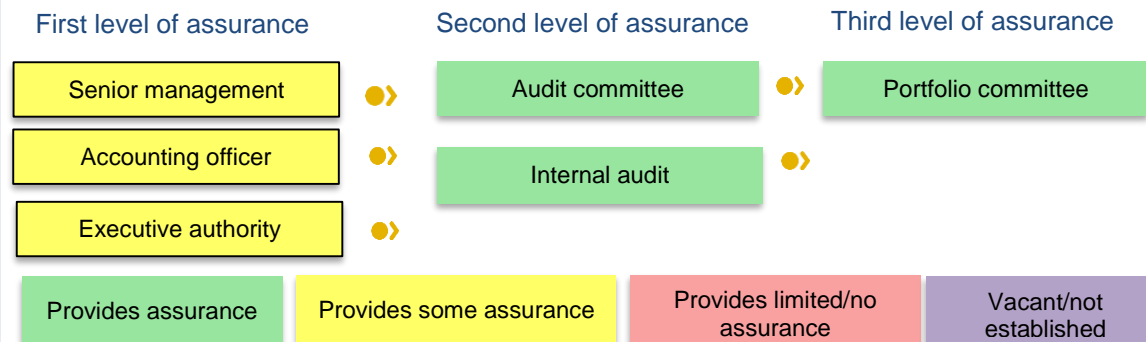 First level of assurance
Second level of assurance
Third level of assurance
Senior management
Audit committee
Portfolio committee
Accounting officer
Internal audit
Executive authority
Provides assurance
Provides some assurance
Provides limited/no
assurance
Vacant/not
established